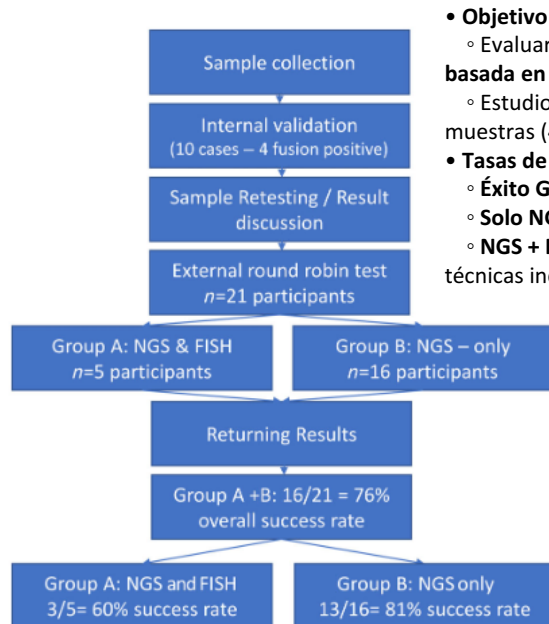 Sample collection
Internal validation
(10 cases – 4 fusion positive)
Sample Retesting / Result
discussion
External round robin test
n=21 participants
Group A: NGS & FISH
n=5 participants
Group B: NGS – only
n=16 participants
Returning Results
Group A +B: 16/21 = 76%
overall success rate
Group A: NGS and FISH
3/5= 60% success rate
Group B: NGS only
13/16= 81% success rate
• Objetivo
◦ Evaluar
basada en
◦ Estudio
muestras (
• Tasas de
◦ Éxito
◦ Solo
◦ NGS +
técnicas